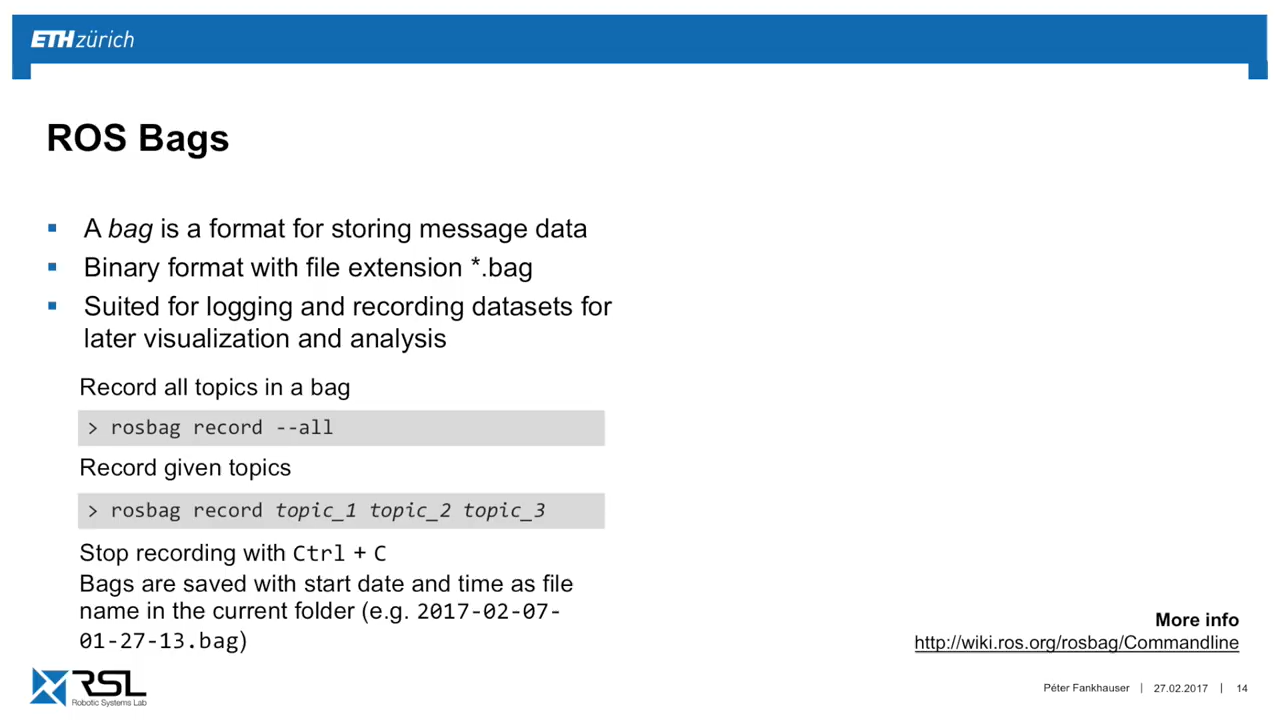 ETH zürich
ROS Bags
▪ A bag is a format for storing message data
▪ Binary format with file extension *.bag
▪ Suited for logging and recording datasets for
later visualization and analysis
Record all topics in a bag
> rosbag record --all
Record given topics
> rosbag record topic_1 topic_2 topic_3
Stop recording with Ctrl + C
Bags are saved with start date and time as file
name in the current folder (e.g. 2017-02-07-
01-27-13.bag)
More info
http://wiki.ros.org/rosbag/Commandline
RSL
Robotic Systems Lab
Péter Fankhauser | 27.02.2017 | 14